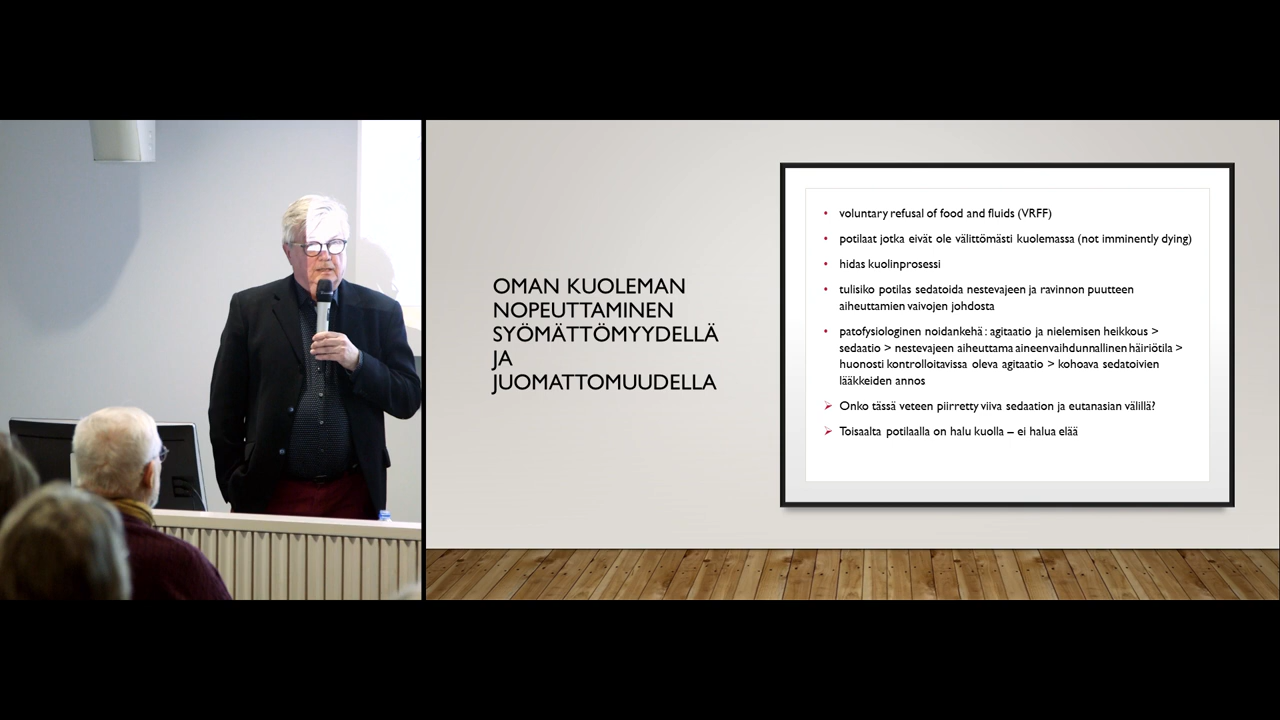 OMAN KUOLEMAN
NOPEUTTAMINEN
SYÖMÄTTÖMYYDELLÄ
JA
JUOMATTOMUUDELLA
• voluntary refusal of food and fluids (VRFF)
• potilaat jotka eivät ole välittömästi kuolemassa (not imminently dying)
• hidas kuolinprosessi
• tulisiko potilas sedatoida nestevajeen ja ravinnon puutteen
aiheuttamien vaivojen johdosta
• patofysiologinen noidankehä: agitaatio ja nielemisen heikkous >
sedaatio > nestevajeen aiheuttama aineenvaihdunnallinen häiriötila >
huonosti kontrolloitavissa oleva agitaatio > kohoava sedatoivien
lääkkeiden annos
➢ Onko tässä veteen piirretty viiva sedaation ja eutanasian välillä?
➢ Toisaalta potilaalla on halu kuolla – ei halua elää